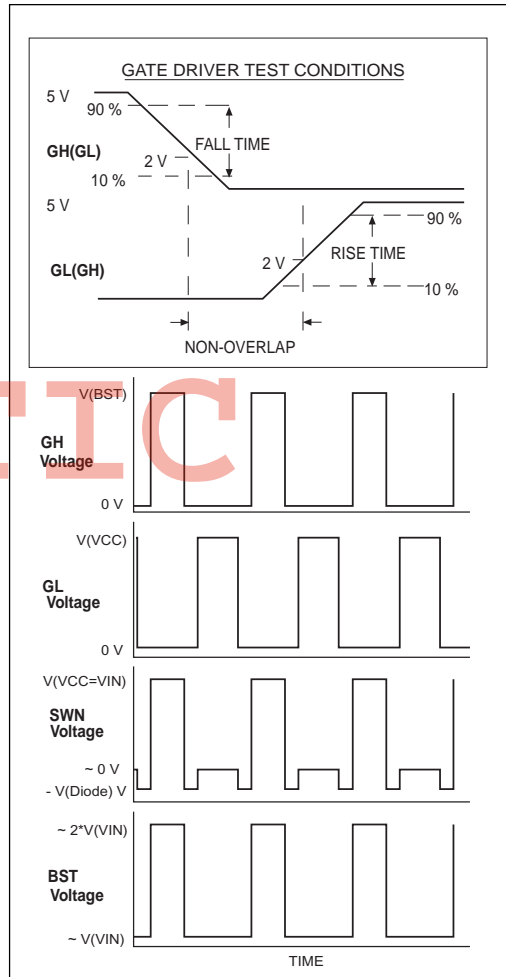 GATE DRIVER TEST CONDITIONS
5 V
90 %
FALL TIME
GH(GL)
2 V
10 %
5 V
90 %
2 V
RISE TIME
GL(GH)
10 %
NON-OVERLAP
V(BST)
GH
Voltage
0 V
TIC
V(VCC)
GL
Voltage
0 V
V(VCC=VIN)
SWN
Voltage
~ 0 V
- V(Diode) V
~ 2*V(VIN)
BST
Voltage
~ V(VIN)
TIME